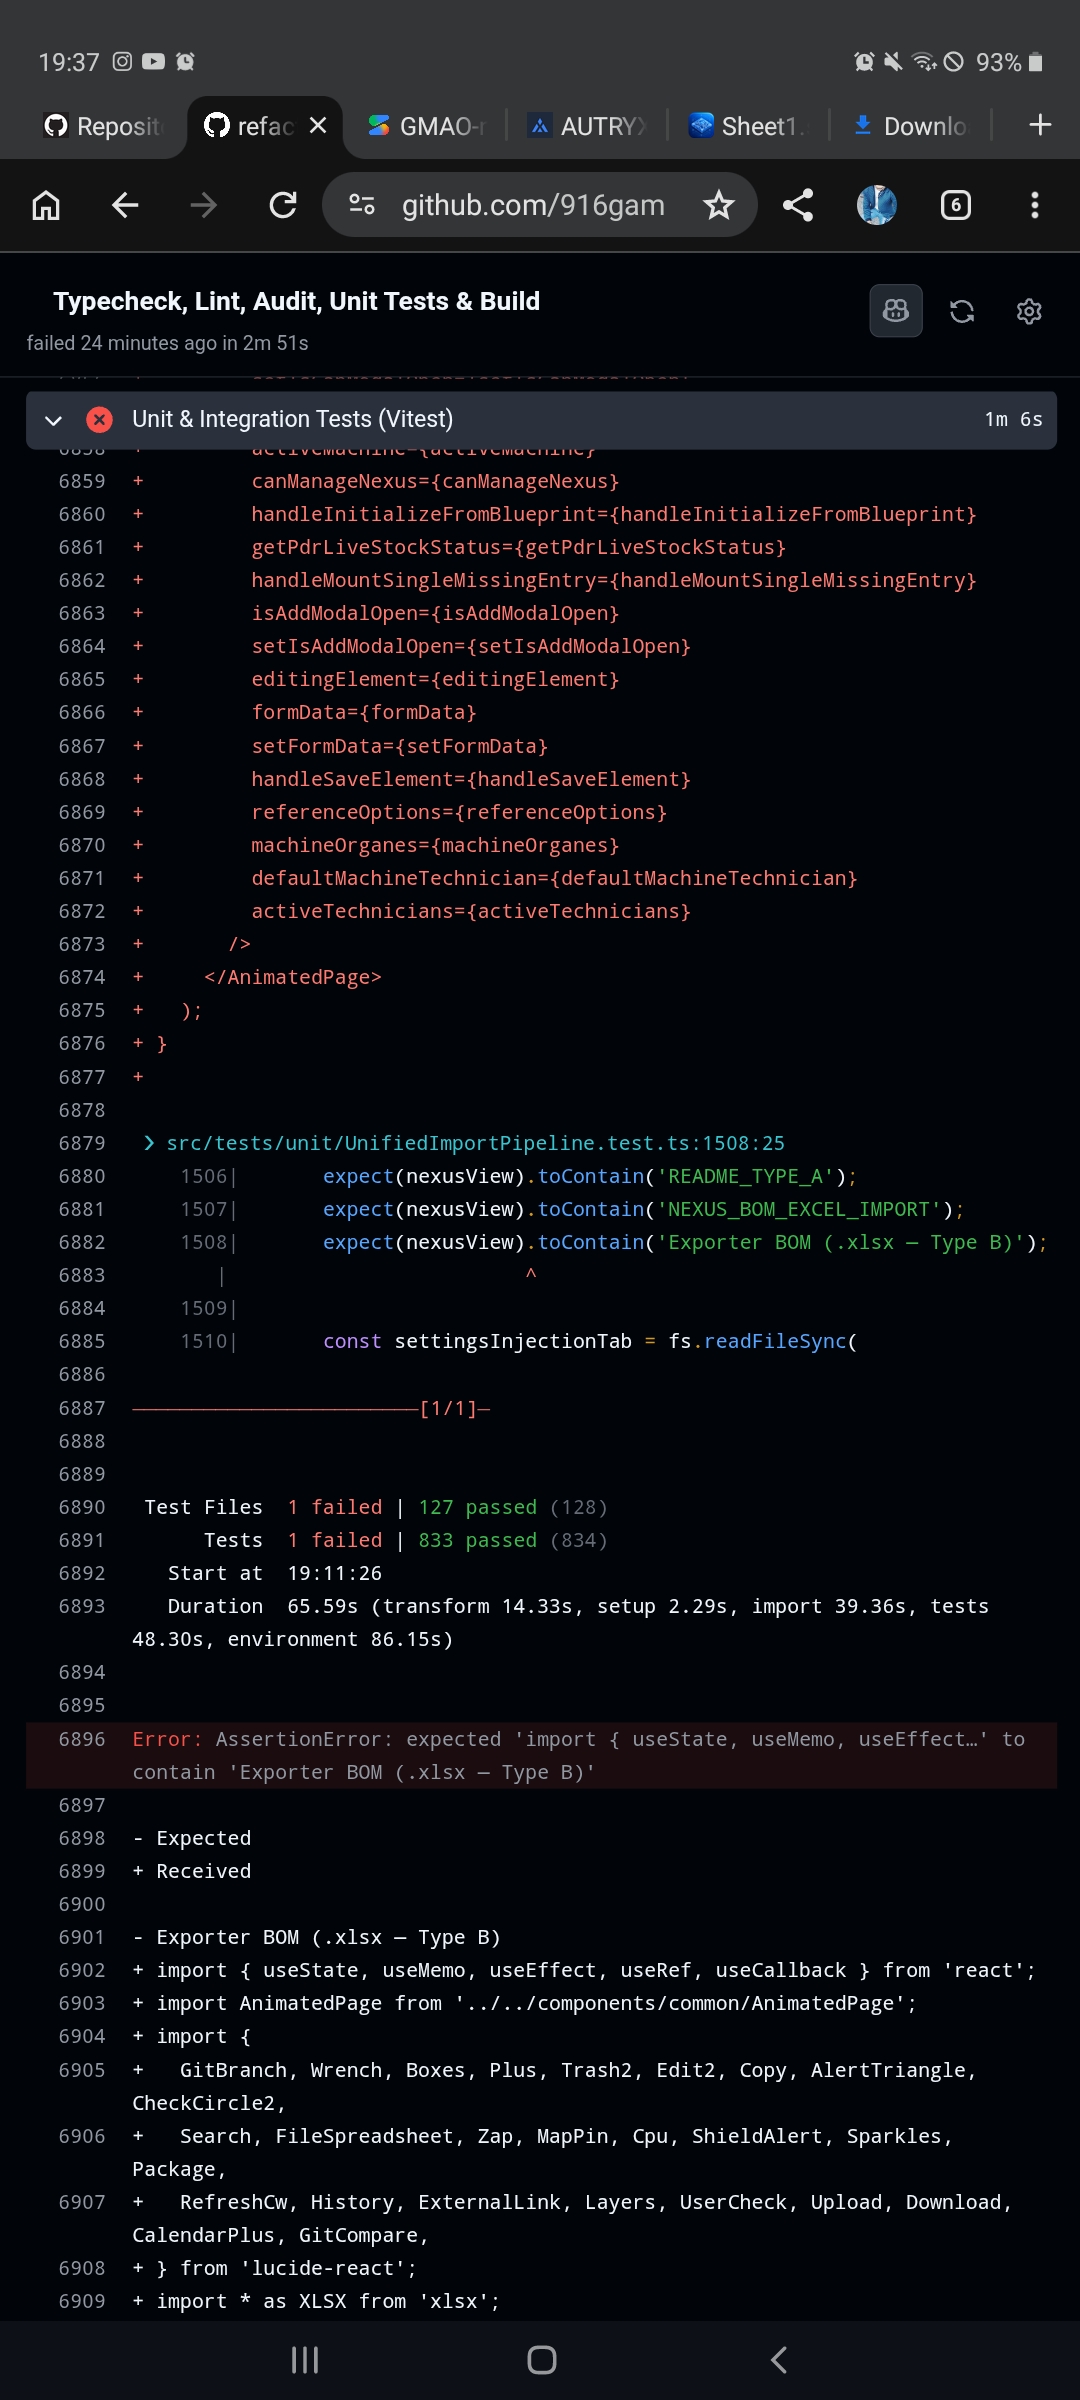 19:37
93%
Reposit
refac
GMAO-r
AUTRYX
Sheet1.
Downlo
github.com/916gam
6
Typecheck, Lint, Audit, Unit Tests & Build
failed 24 minutes ago in 2m 51s
Unit & Integration Tests (Vitest) 1m 6s
6858 + activeMachine={activeMachine}
6859 + canManageNexus={canManageNexus}
6860 + handleInitializeFromBlueprint={handleInitializeFromBlueprint}
6861 + getPdrLiveStockStatus={getPdrLiveStockStatus}
6862 + handleMountSingleMissingEntry={handleMountSingleMissingEntry}
6863 + isAddModalOpen={isAddModalOpen}
6864 + setIsAddModalOpen={setIsAddModalOpen}
6865 + editingElement={editingElement}
6866 + formData={formData}
6867 + setFormData={setFormData}
6868 + handleSaveElement={handleSaveElement}
6869 + referenceOptions={referenceOptions}
6870 + machineOrganes={machineOrganes}
6871 + defaultMachineTechnician={defaultMachineTechnician}
6872 + activeTechnicians={activeTechnicians}
6873 + />
6874 + </AnimatedPage>
6875 + );
6876 + }
6877 +
6878
6879 ❯ src/tests/unit/UnifiedImportPipeline.test.ts:1508:25
6880 1506| expect(nexusView).toContain('README_TYPE_A');
6881 1507| expect(nexusView).toContain('NEXUS_BOM_EXCEL_IMPORT');
6882 1508| expect(nexusView).toContain('Exporter BOM (.xlsx — Type B)');
6883 | ^
6884 1509|
6885 1510| const settingsInjectionTab = fs.readFileSync(
6886
6887 ————————————————————————[1/1]—
6888
6889
6890 Test Files 1 failed | 127 passed (128)
6891 Tests 1 failed | 833 passed (834)
6892 Start at 19:11:26
6893 Duration 65.59s (transform 14.33s, setup 2.29s, import 39.36s, tests
48.30s, environment 86.15s)
6894
6895
6896 Error: AssertionError: expected 'import { useState, useMemo, useEffect…' to
contain 'Exporter BOM (.xlsx — Type B)'
6897
6898 - Expected
6899 + Received
6900
6901 - Exporter BOM (.xlsx — Type B)
6902 + import { useState, useMemo, useEffect, useRef, useCallback } from 'react';
6903 + import AnimatedPage from '../../components/common/AnimatedPage';
6904 + import {
6905 + GitBranch, Wrench, Boxes, Plus, Trash2, Edit2, Copy, AlertTriangle,
CheckCircle2,
6906 + Search, FileSpreadsheet, Zap, MapPin, Cpu, ShieldAlert, Sparkles,
Package,
6907 + RefreshCw, History, ExternalLink, Layers, UserCheck, Upload, Download,
CalendarPlus, GitCompare,
6908 + } from 'lucide-react';
6909 + import * as XLSX from 'xlsx';